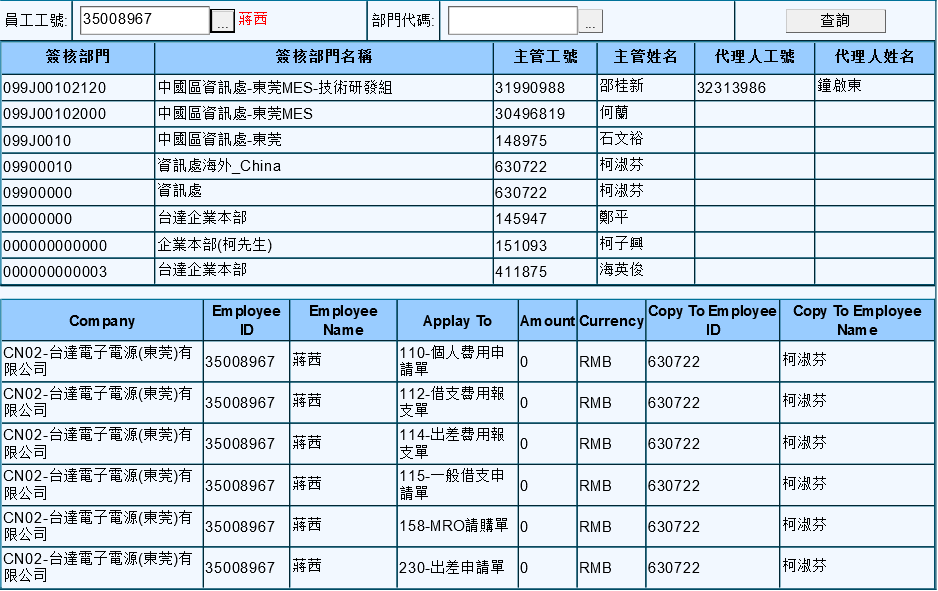 員工工號: 35008967 ... 蔣茜 部門代碼: ... 查詢
簽核部門 簽核部門名稱 主管工號 主管姓名 代理人工號 代理人姓名
099J00102120 中國區資訊處-東莞MES-技術研發組 31990988 邵桂新 32313986 鐘啟東
099J00102000 中國區資訊處-東莞MES 30496819 何蘭
099J0010 中國區資訊處-東莞 148975 石文裕
09900010 資訊處海外_China 630722 柯淑芬
09900000 資訊處 630722 柯淑芬
00000000 台達企業本部 145947 鄭平
000000000000 企業本部(柯先生) 151093 柯子興
000000000003 台達企業本部 411875 海英俊
Company Employee ID Employee Name Applay To Amount Currency Copy To Employee ID Copy To Employee Name
CN02-台達電子電源(東莞)有限公司 35008967 蔣茜 110-個人費用申請單 0 RMB 630722 柯淑芬
CN02-台達電子電源(東莞)有限公司 35008967 蔣茜 112-借支費用報支單 0 RMB 630722 柯淑芬
CN02-台達電子電源(東莞)有限公司 35008967 蔣茜 114-出差費用報支單 0 RMB 630722 柯淑芬
CN02-台達電子電源(東莞)有限公司 35008967 蔣茜 115-一般借支申請單 0 RMB 630722 柯淑芬
CN02-台達電子電源(東莞)有限公司 35008967 蔣茜 158-MRO請購單 0 RMB 630722 柯淑芬
CN02-台達電子電源(東莞)有限公司 35008967 蔣茜 230-出差申請單 0 RMB 630722 柯淑芬